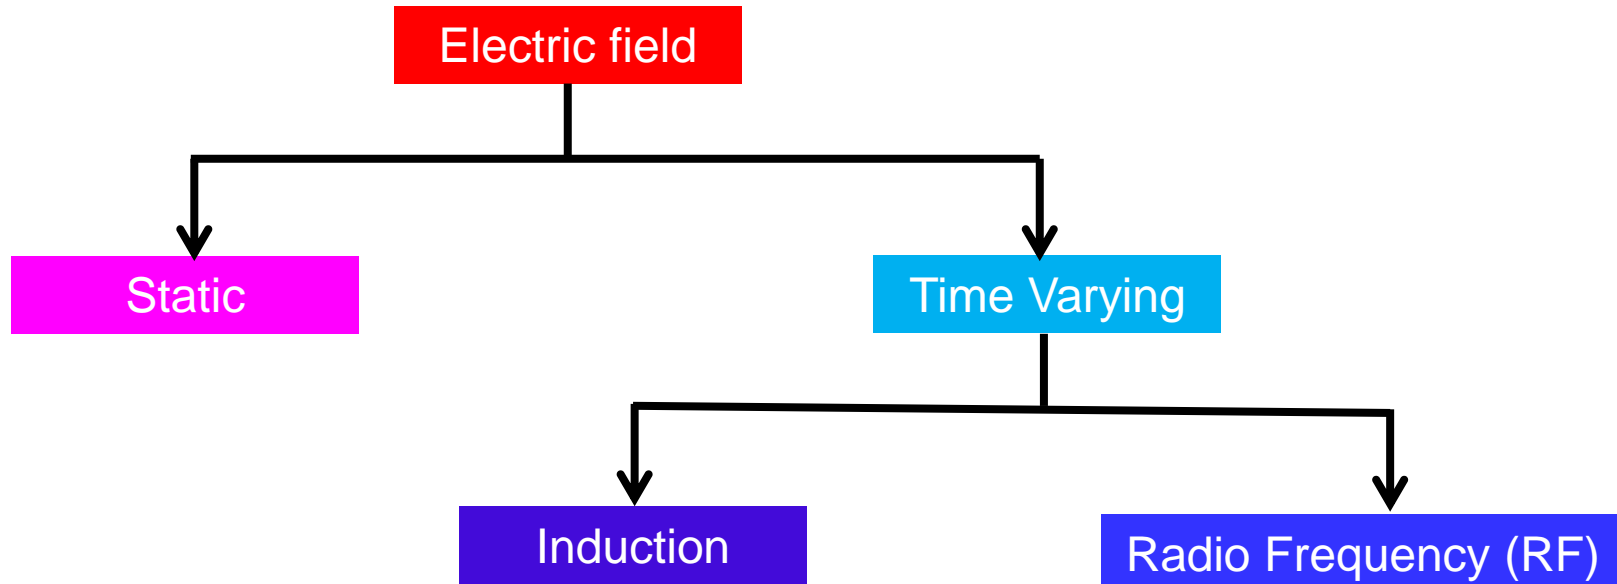 Electric field
Static
Time Varying
Induction
Radio Frequency (RF)